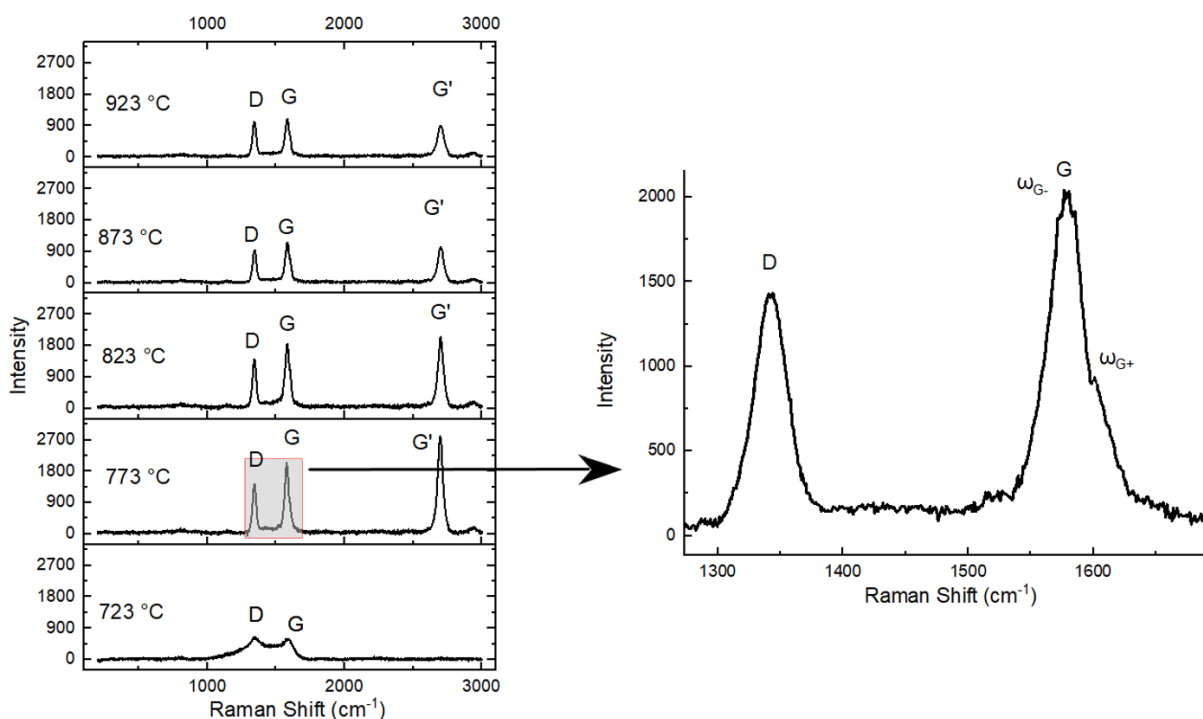 1000 2000 3000
2700
1800
900
0
923 °C
D
G
G'
2700
1800
900
0
873 °C
D
G
G'
2700
1800
900
0
823 °C
D
G
G'
2700
1800
900
0
773 °C
D
G
G'
2700
1800
900
0
723 °C
D
G
1000 2000 3000
Raman Shift (cm-1)
Intensity
2000
1500
1000
500
0
D
ωG-
G
ωG+
1300 1400 1500 1600
Raman Shift (cm-1)
Intensity